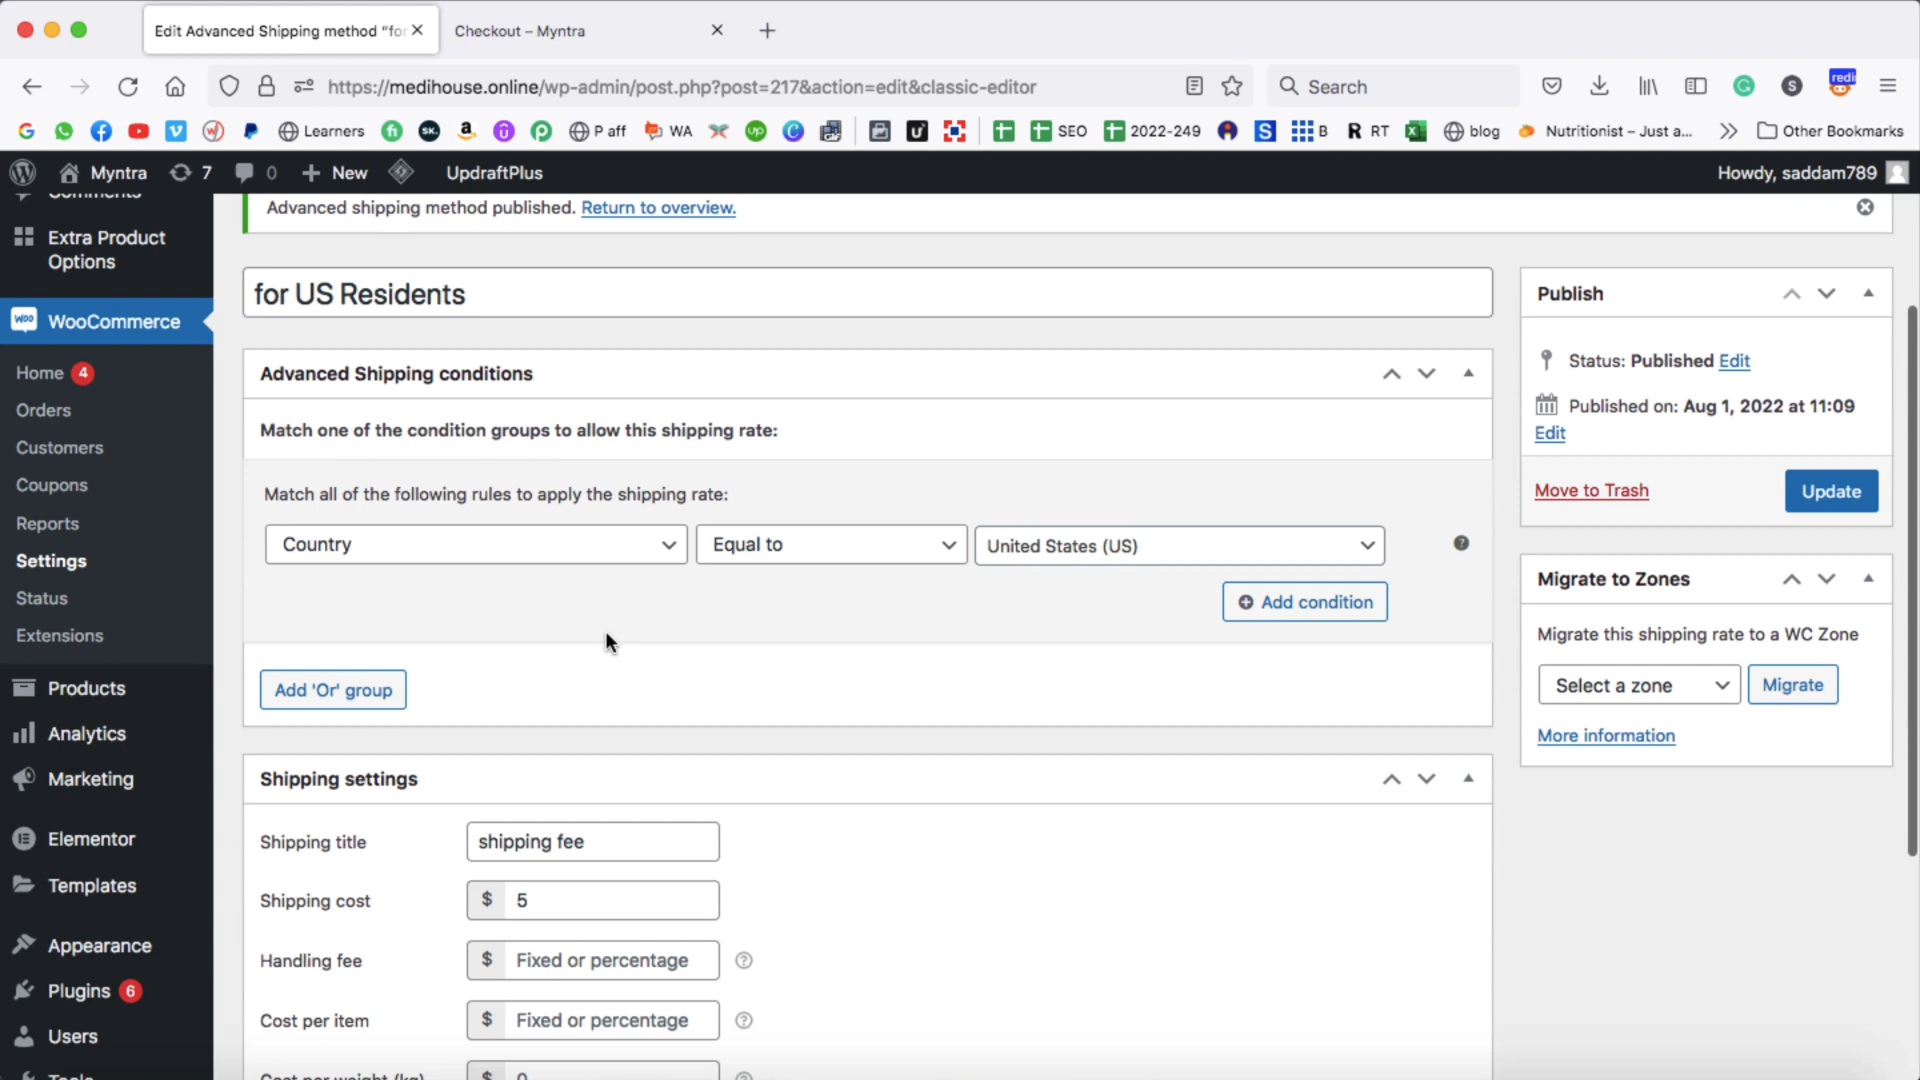 Edit Advanced Shipping method “fo
Checkout – Myntra
https://medihouse.online/wp-admin/post.php?post=217&action=edit&classic-editor
Search
redi
Learners
P aff
WA
SEO
2022-249
B
RT
blog
Nutritionist – Just a...
Other Bookmarks
Myntra
7
0
New
UpdraftPlus
Howdy, saddam789
Comments
Extra Product Options
WooCommerce
Home 4
Orders
Customers
Coupons
Reports
Settings
Status
Extensions
Products
Analytics
Marketing
Elementor
Templates
Appearance
Plugins 6
Users
Tools
Advanced shipping method published. Return to overview.
for US Residents
Advanced Shipping conditions
Match one of the condition groups to allow this shipping rate:
Match all of the following rules to apply the shipping rate:
Country
Equal to
United States (US)
Add condition
Add 'Or' group
Shipping settings
Shipping title
shipping fee
Shipping cost
$ 5
Handling fee
$ Fixed or percentage
Cost per item
$ Fixed or percentage
Cost per weight (kg)
$ 0
Publish
Status: Published Edit
Published on: Aug 1, 2022 at 11:09
Edit
Move to Trash
Update
Migrate to Zones
Migrate this shipping rate to a WC Zone
Select a zone
Migrate
More information